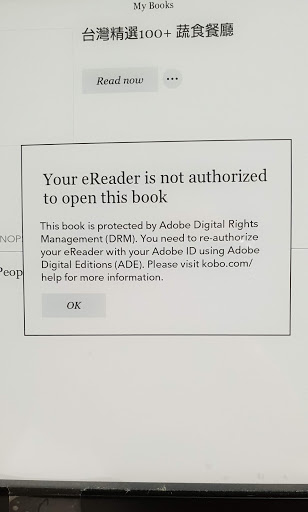 My Books
台灣精選100+ 蔬食餐廳
Read now
Your eReader is not authorized
to open this book
This book is protected by Adobe Digital Rights
Management (DRM). You need to re-authorize
your eReader with your Adobe ID using Adobe
Digital Editions (ADE). Please visit kobo.com/
help for more information.
OK